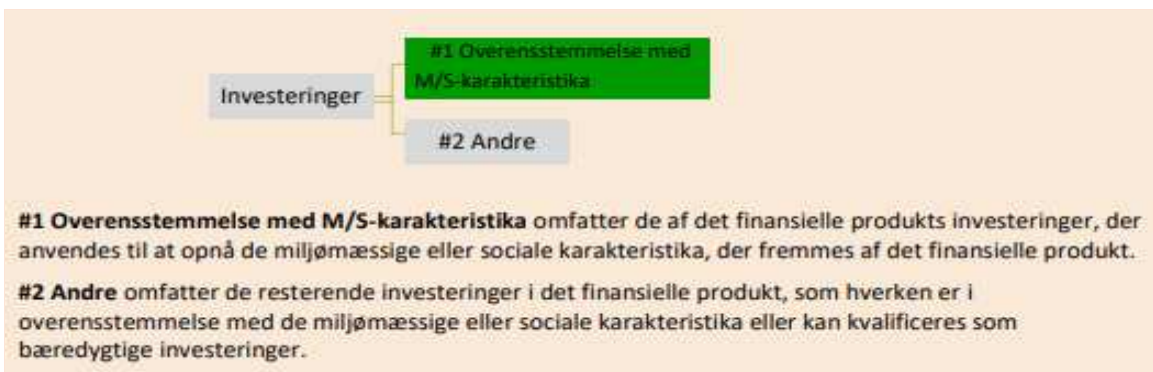 #1 Overensstemmelse med
M/S-karakteristika
Investeringer
#2 Andre
#1 Overensstemmelse med M/S-karakteristika omfatter de af det finansielle produkts investeringer, der
anvendes til at opnå de miljømæssige eller sociale karakteristika, der fremmes af det finansielle produkt.
#2 Andre omfatter de resterende investeringer i det finansielle produkt, som hverken er i
overensstemmelse med de miljømæssige eller sociale karakteristika eller kan kvalificeres som
bæredygtige investeringer.